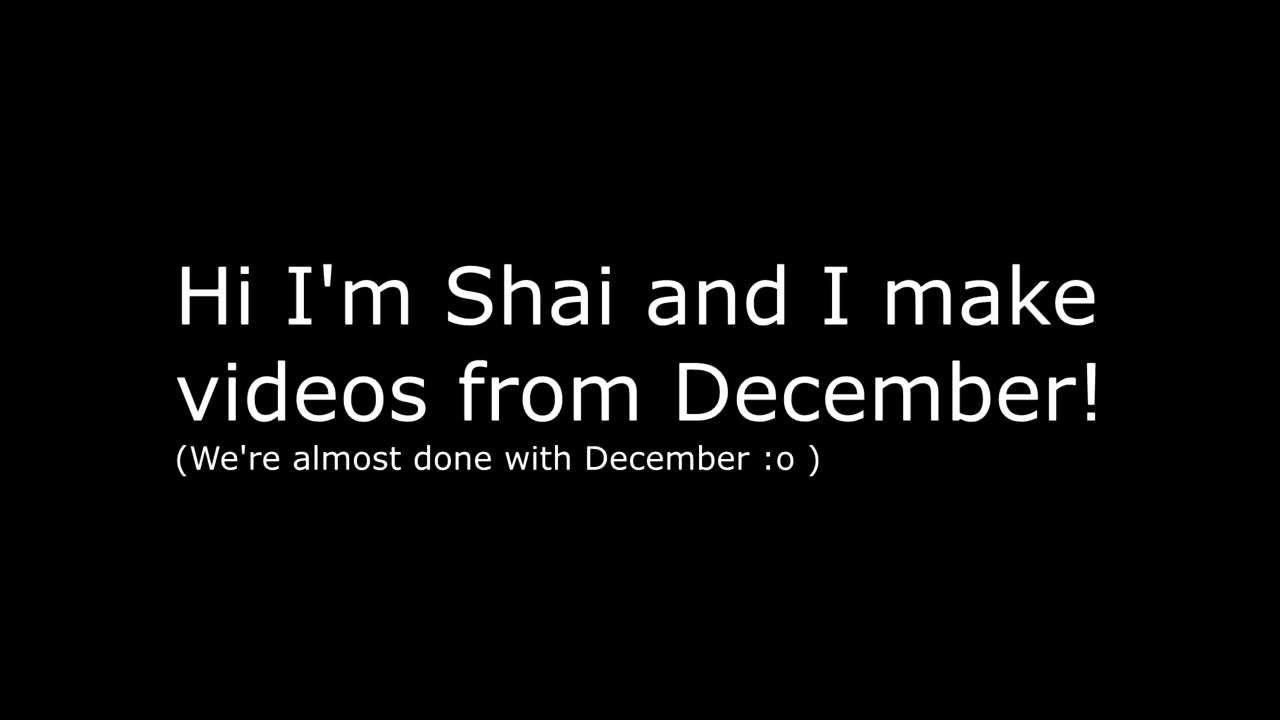 Hi I'm Shai and I make
videos from December!
(We're almost done with December :o )